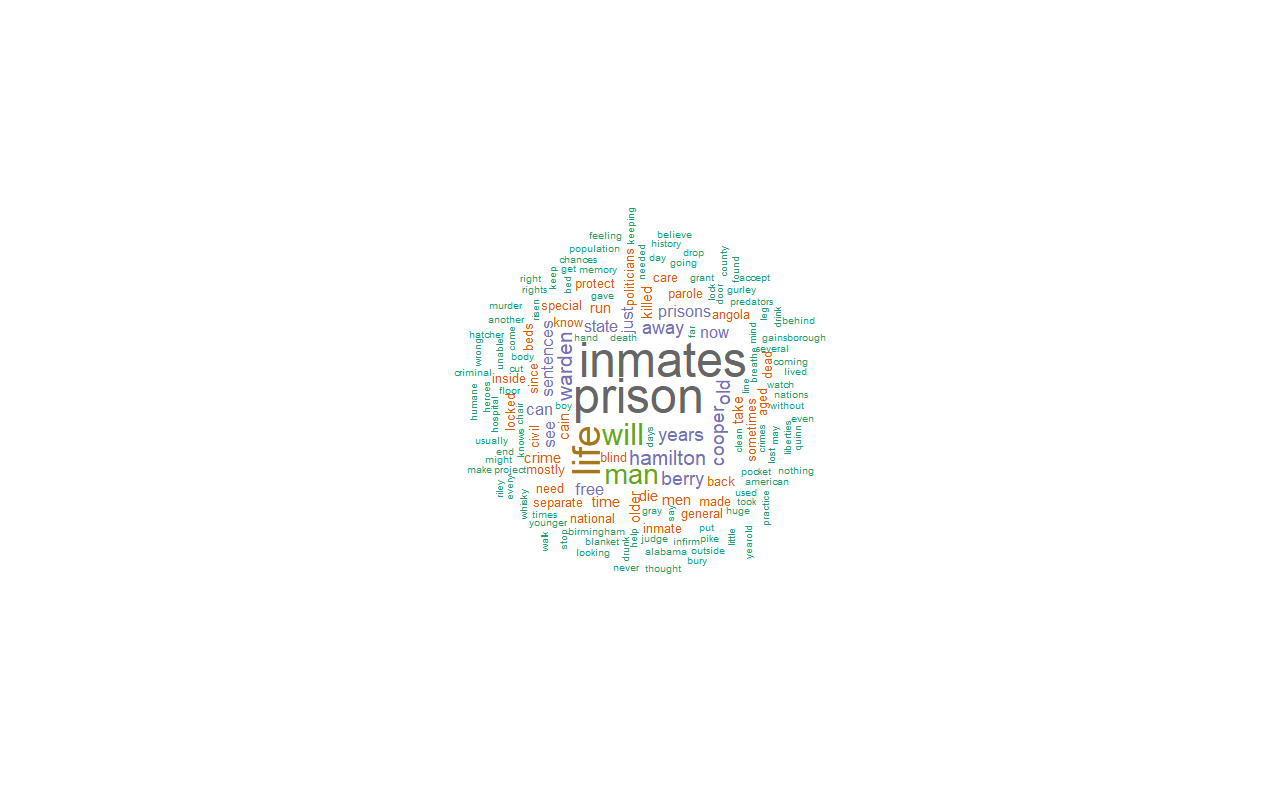 keeping
feeling
believe
population
history
needed
drop
chances
day
going
politicians
county
found
get
memory
care
grant
accept
right
keep
bed
protect
parole
lock
door
gurley
rights
gave
killed
predators
murder
risen
special
run
just
prisons
angola
leg
drink
behind
another
know
state
away
far
now
mind
hatcher
unable
come
beds
sentences
hand
death
gainsborough
wrong
warden
inmates
breathe
several
body
dead
coming
criminal
cut
since
lived
inside
prison
old
line
watch
humane
heroes
floor
nations
hospital
locked
chair
can
boy
cain
cooper
take
aged
without
sometimes
even
knows
civil
see
life
will
days
years
clean
crimes
may
liberties
quinn
usually
end
crime
blind
hamilton
lost
might
make
project
mostly
man
berry
back
pocket
nothing
american
riley
every
need
free
die
men
made
used
took
practice
whisky
separate
time
older
gray
say
general
huge
times
younger
national
inmate
put
walk
stop
birmingham
help
judge
pike
little
yearold
blanket
infirm
looking
drunk
alabama
outside
bury
never
thought